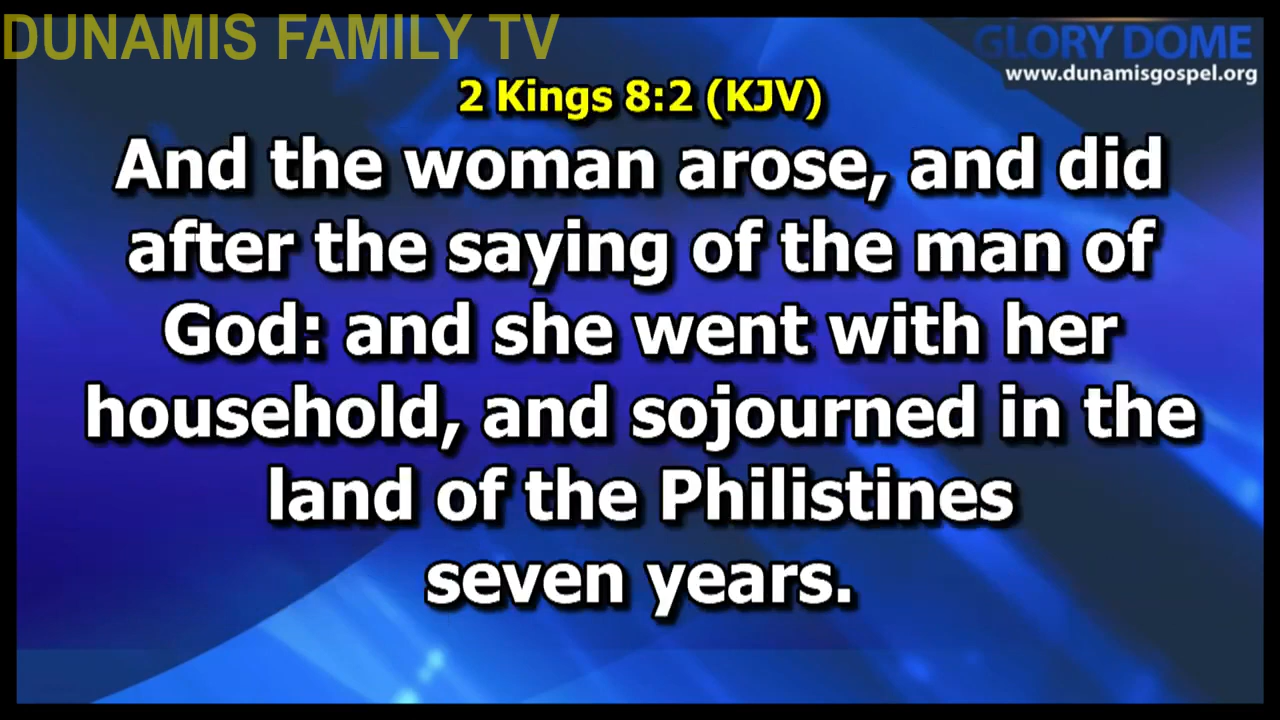 DUNAMIS FAMILY TV
GLORY DOME
www.dunamisgospel.org
2 Kings 8:2 (KJV)
And the woman arose, and did
after the saying of the man of
God: and she went with her
household, and sojourned in the
land of the Philistines
seven years.